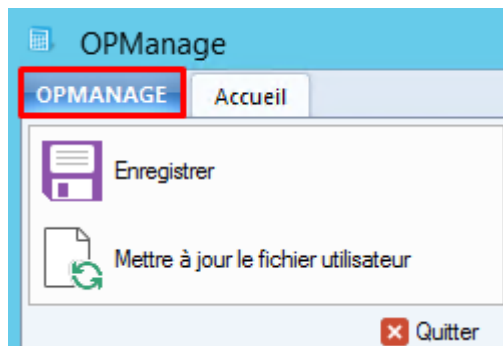 OPManage
OPMANAGE Accueil
Enregistrer
Mettre à jour le fichier utilisateur
Quitter